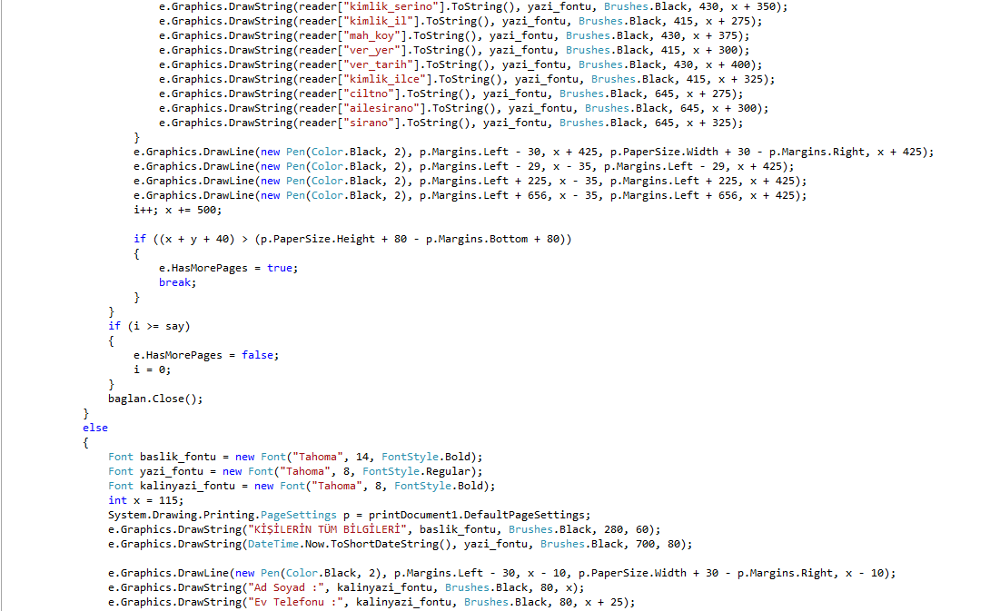 e.Graphics.DrawString(reader["kimlik_serino"].ToString(), yazi_fontu, Brushes.Black, 430, x + 350);
e.Graphics.DrawString(reader["kimlik_il"].ToString(), yazi_fontu, Brushes.Black, 415, x + 275);
e.Graphics.DrawString(reader["mah_koy"].ToString(), yazi_fontu, Brushes.Black, 430, x + 375);
e.Graphics.DrawString(reader["ver_yer"].ToString(), yazi_fontu, Brushes.Black, 415, x + 300);
e.Graphics.DrawString(reader["ver_tarih"].ToString(), yazi_fontu, Brushes.Black, 430, x + 400);
e.Graphics.DrawString(reader["kimlik_ilce"].ToString(), yazi_fontu, Brushes.Black, 415, x + 325);
e.Graphics.DrawString(reader["ciltno"].ToString(), yazi_fontu, Brushes.Black, 645, x + 275);
e.Graphics.DrawString(reader["ailesirano"].ToString(), yazi_fontu, Brushes.Black, 645, x + 300);
e.Graphics.DrawString(reader["sirano"].ToString(), yazi_fontu, Brushes.Black, 645, x + 325);
}
e.Graphics.DrawLine(new Pen(Color.Black, 2), p.Margins.Left - 30, x + 425, p.PaperSize.Width + 30 - p.Margins.Right, x + 425);
e.Graphics.DrawLine(new Pen(Color.Black, 2), p.Margins.Left - 29, x - 35, p.Margins.Left - 29, x + 425);
e.Graphics.DrawLine(new Pen(Color.Black, 2), p.Margins.Left + 225, x - 35, p.Margins.Left + 225, x + 425);
e.Graphics.DrawLine(new Pen(Color.Black, 2), p.Margins.Left + 656, x - 35, p.Margins.Left + 656, x + 425);
i++; x += 500;
if ((x + y + 40) > (p.PaperSize.Height + 80 - p.Margins.Bottom + 80))
{
e.HasMorePages = true;
break;
}
}
if (i >= say)
{
e.HasMorePages = false;
i = 0;
}
baglan.Close();
}
else
{
Font baslik_fontu = new Font("Tahoma", 14, FontStyle.Bold);
Font yazi_fontu = new Font("Tahoma", 8, FontStyle.Regular);
Font kalinyazi_fontu = new Font("Tahoma", 8, FontStyle.Bold);
int x = 115;
System.Drawing.Printing.PageSettings p = printDocument1.DefaultPageSettings;
e.Graphics.DrawString("KİŞİLERİN TÜM BİLGİLERİ", baslik_fontu, Brushes.Black, 280, 60);
e.Graphics.DrawString(DateTime.Now.ToShortDateString(), yazi_fontu, Brushes.Black, 700, 80);
e.Graphics.DrawLine(new Pen(Color.Black, 2), p.Margins.Left - 30, x - 10, p.PaperSize.Width + 30 - p.Margins.Right, x - 10);
e.Graphics.DrawString("Ad Soyad :", kalinyazi_fontu, Brushes.Black, 80, x);
e.Graphics.DrawString("Ev Telefonu :", kalinyazi_fontu, Brushes.Black, 80, x + 25);